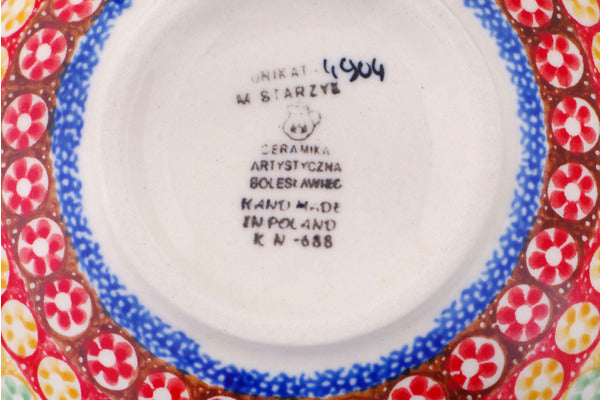 UNIKAT - 4904
M STARZYK
CERAMIKA
ARTYSTYCZNA
BOLESŁAWIEC
HAND MADE
IN POLAND
K N -688